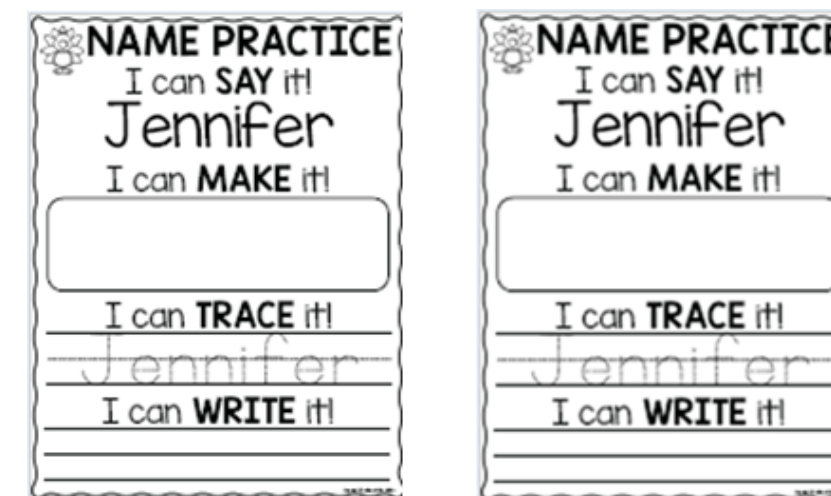 NAME PRACTICE
I can SAY it!
Jennifer
I can MAKE it!
I can TRACE it!
Jennifer
I can WRITE it!
NAME PRACTICE
I can SAY it!
Jennifer
I can MAKE it!
I can TRACE it!
Jennifer
I can WRITE it!